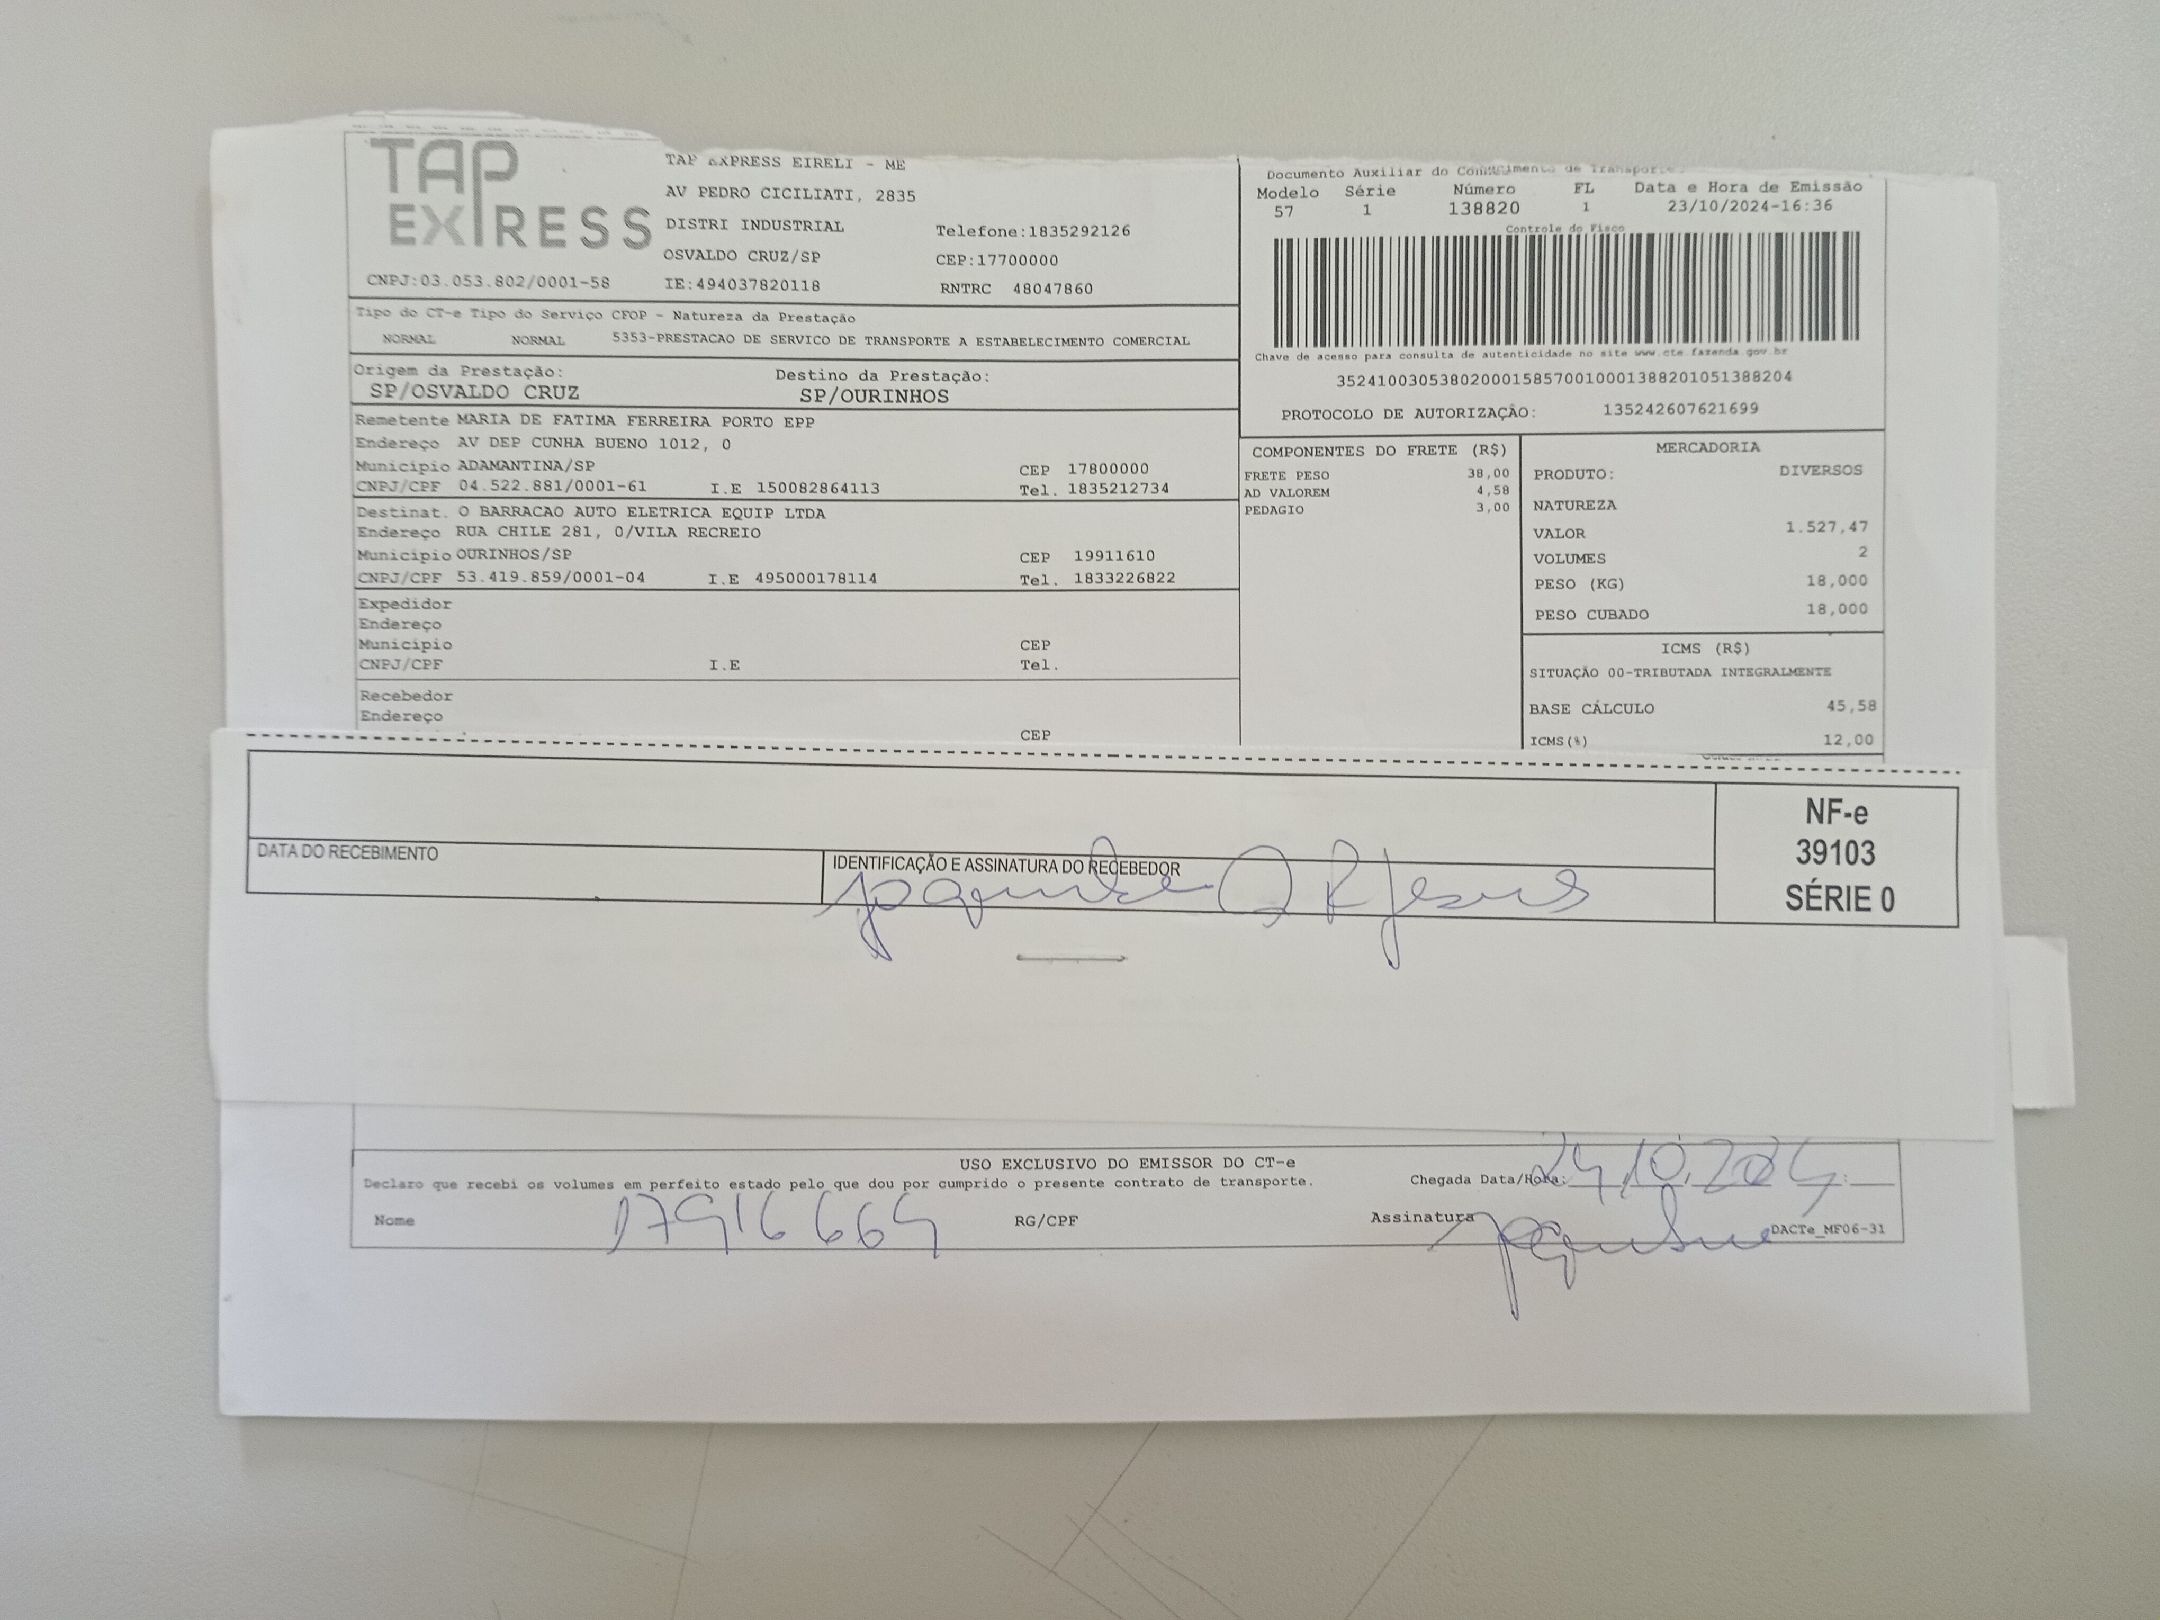 TAP
EXPRESS
CNPJ:03.053.802/0001-58
TAP EXPRESS EIRELI - ME
AV PEDRO CICILIATI, 2835
DISTRI INDUSTRIAL
Telefone:1835292126
OSVALDO CRUZ/SP
CEP:17700000
IE:494037820118
RNTRC 48047860
Documento Auxiliar do Conhecimento de Transporte
Modelo Série Número FL Data e Hora de Emissão
57 1 138820 1 23/10/2024-16:36
Controle do Fisco
Chave de acesso para consulta de autenticidade no site www.cte.fazenda.gov.br
35241003053802000158570010001388201051388204
PROTOCOLO DE AUTORIZAÇÃO: 135242607621699
Tipo do CT-e Tipo do Serviço CFOP - Natureza da Prestação
NORMAL NORMAL 5353-PRESTACAO DE SERVICO DE TRANSPORTE A ESTABELECIMENTO COMERCIAL
Origem da Prestação: Destino da Prestação:
SP/OSVALDO CRUZ SP/OURINHOS
Remetente MARIA DE FATIMA FERREIRA PORTO EPP
Endereço AV DEP CUNHA BUENO 1012, 0
Município ADAMANTINA/SP CEP 17800000
CNPJ/CPF 04.522.881/0001-61 I.E 150082864113 Tel. 1835212734
Destinat. O BARRACAO AUTO ELETRICA EQUIP LTDA
Endereço RUA CHILE 281, 0/VILA RECREIO
Município OURINHOS/SP CEP 19911610
CNPJ/CPF 53.419.859/0001-04 I.E 495000178114 Tel. 1833226822
Expedidor
Endereço
Município CEP
CNPJ/CPF I.E Tel.
Recebedor
Endereço
CEP
COMPONENTES DO FRETE (R$)
FRETE PESO 38,00
AD VALOREM 4,58
PEDAGIO 3,00
MERCADORIA
PRODUTO: DIVERSOS
NATUREZA
VALOR 1.527,47
VOLUMES 2
PESO (KG) 18,000
PESO CUBADO 18,000
ICMS (R$)
SITUAÇÃO 00-TRIBUTADA INTEGRALMENTE
BASE CÁLCULO 45,58
ICMS(%) 12,00
DATA DO RECEBIMENTO
IDENTIFICAÇÃO E ASSINATURA DO RECEBEDOR
NF-e
39103
SÉRIE 0
USO EXCLUSIVO DO EMISSOR DO CT-e
Declaro que recebi os volumes em perfeito estado pelo que dou por cumprido o presente contrato de transporte.
Chegada Data/Hora: 24/10/2024 :
Nome 17916664 RG/CPF Assinatura
DACTe_MF06-31